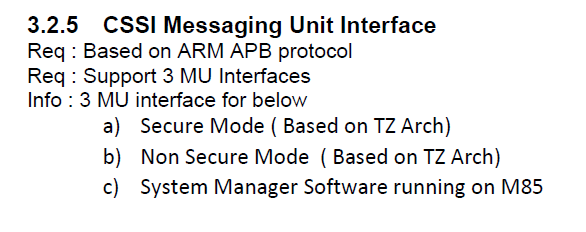 3.2.5 CSSI Messaging Unit Interface
Req : Based on ARM APB protocol
Req : Support 3 MU Interfaces
Info : 3 MU interface for below
a) Secure Mode ( Based on TZ Arch)
b) Non Secure Mode ( Based on TZ Arch)
c) System Manager Software running on M85